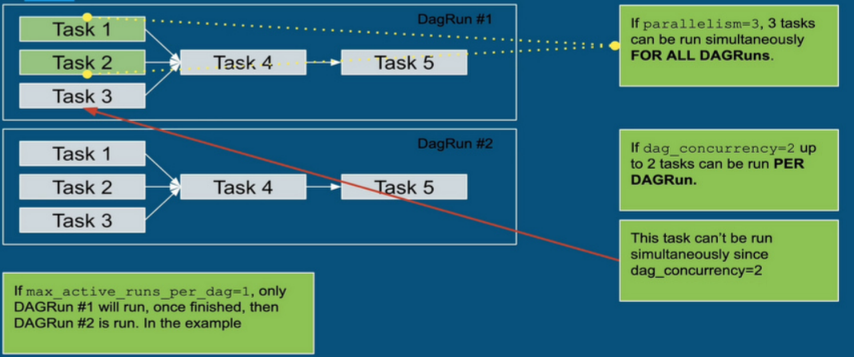 DagRun #1
Task 1
Task 2
Task 3
Task 4
Task 5
If parallelism=3, 3 tasks
can be run simultaneously
FOR ALL DAGRuns.
DagRun #2
Task 1
Task 2
Task 3
Task 4
Task 5
If dag_concurrency=2 up
to 2 tasks can be run PER
DAGRun.
This task can't be run
simultaneously since
dag_concurrency=2
If max_active_runs_per_dag=1, only
DAGRun #1 will run, once finished, then
DAGRun #2 is run. In the example